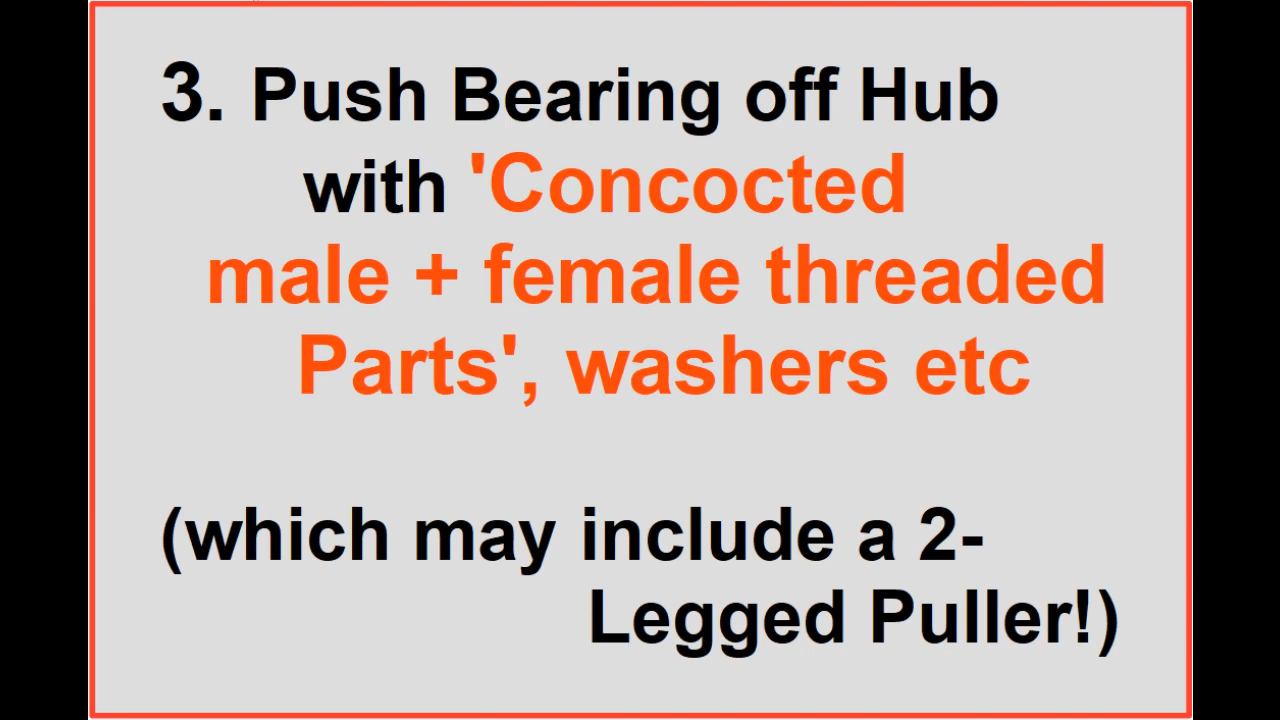 3. Push Bearing off Hub
with 'Concocted
male + female threaded
Parts', washers etc
(which may include a 2-
Legged Puller!)